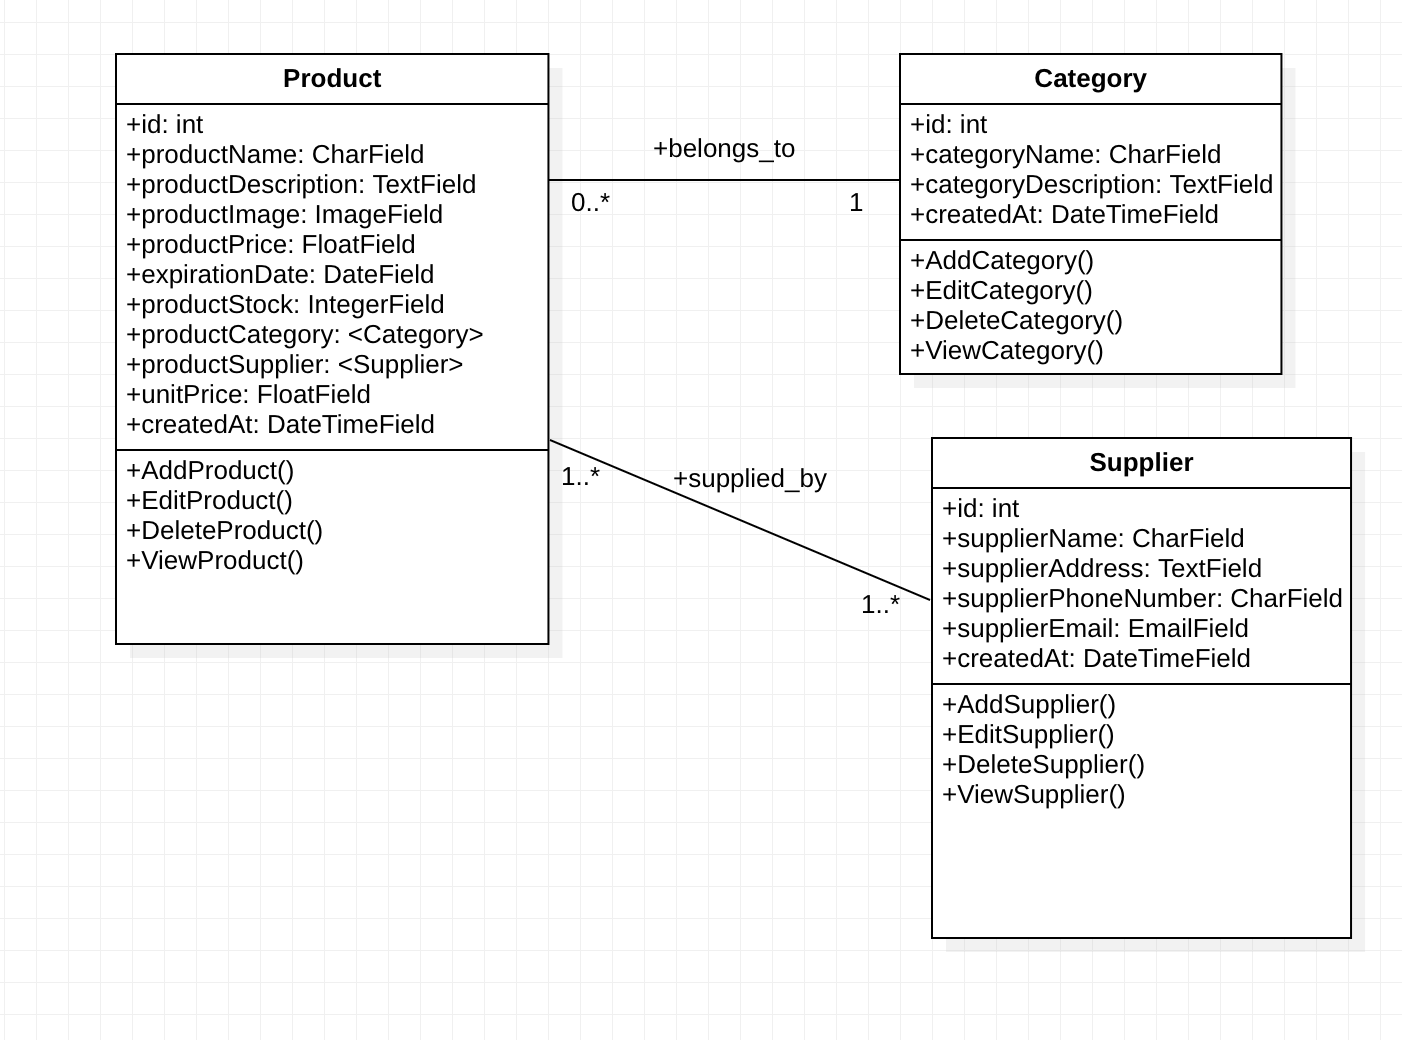 Product
+id: int
+productName: CharField
+productDescription: TextField
+productImage: ImageField
+productPrice: FloatField
+expirationDate: DateField
+productStock: IntegerField
+productCategory: <Category>
+productSupplier: <Supplier>
+unitPrice: FloatField
+createdAt: DateTimeField
+AddProduct()
+EditProduct()
+DeleteProduct()
+ViewProduct()
+belongs_to
0..*
1
Category
+id: int
+categoryName: CharField
+categoryDescription: TextField
+createdAt: DateTimeField
+AddCategory()
+EditCategory()
+DeleteCategory()
+ViewCategory()
1..*
+supplied_by
1..*
Supplier
+id: int
+supplierName: CharField
+supplierAddress: TextField
+supplierPhoneNumber: CharField
+supplierEmail: EmailField
+createdAt: DateTimeField
+AddSupplier()
+EditSupplier()
+DeleteSupplier()
+ViewSupplier()